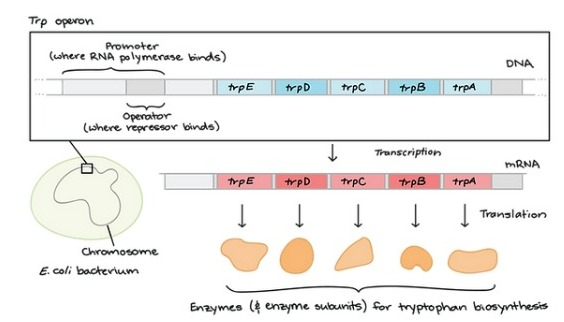 Trp operon
Promoter
(where RNA polymerase binds)
DNA
trpE trpD trpC trpB trpA
Operator
(where repressor binds)
Transcription
mRNA
trpE trpD trpC trpB trpA
Translation
Chromosome
E. coli bacterium
Enzymes (& enzyme subunits) for tryptophan biosynthesis